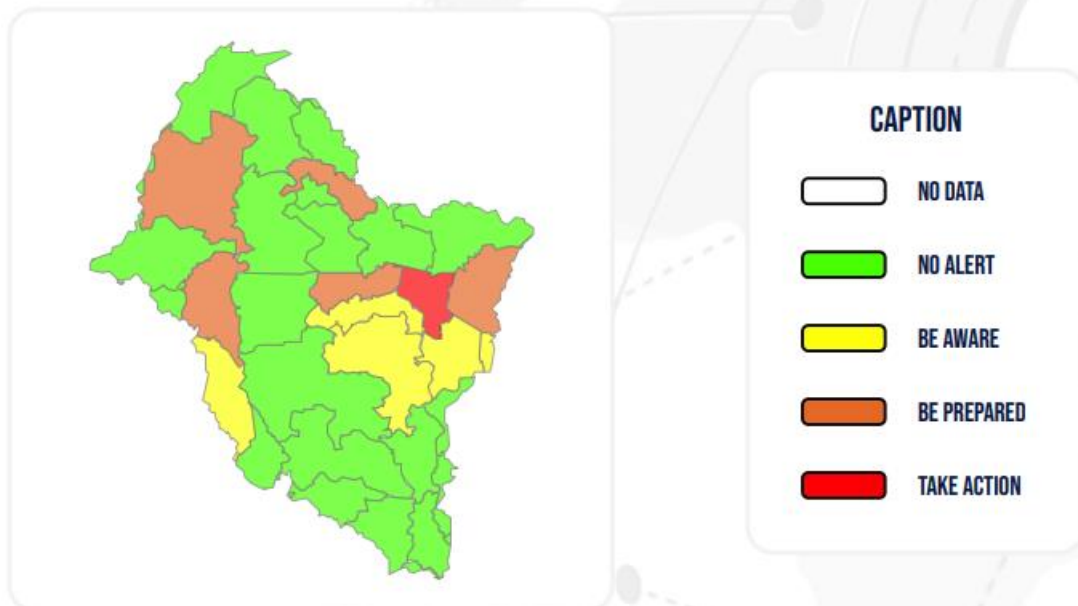 CAPTION
NO DATA
NO ALERT
BE AWARE
BE PREPARED
TAKE ACTION